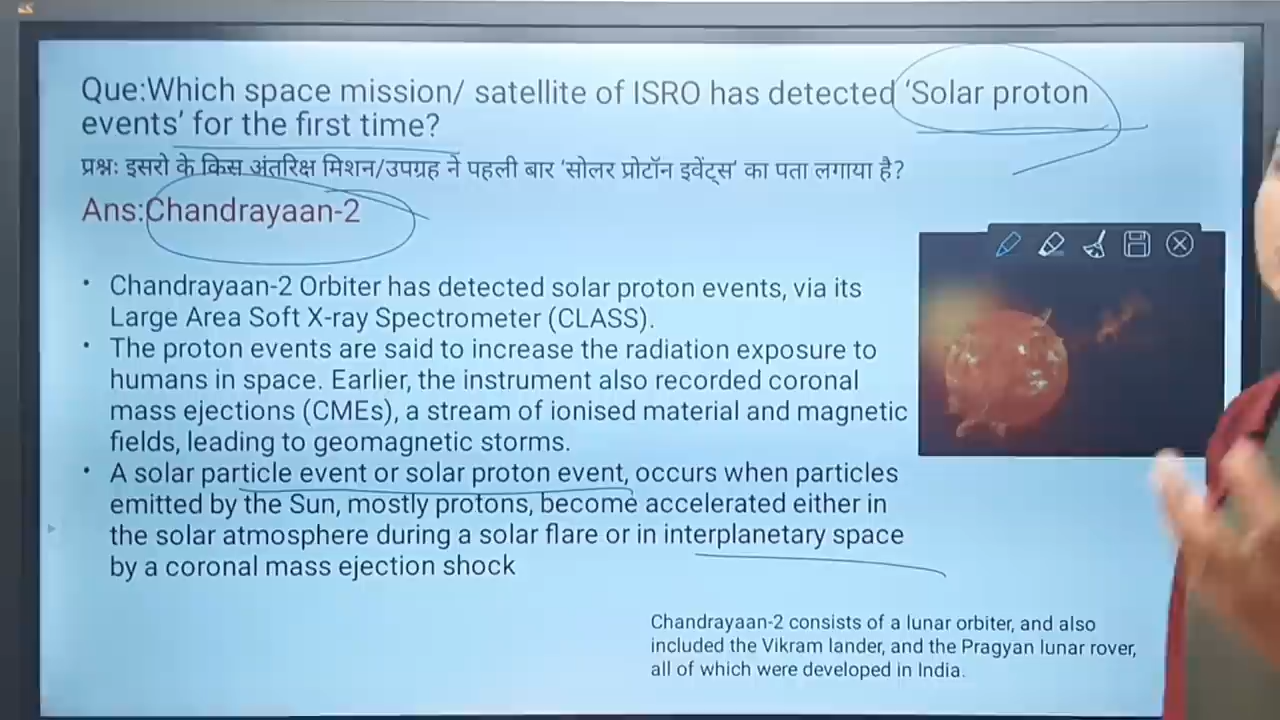 Que:Which space mission/ satellite of ISRO has detected 'Solar proton
events' for the first time?
प्रश्न: इसरो के किस अंतरिक्ष मिशन/उपग्रह ने पहली बार 'सोलर प्रोटॉन इवेंट्स' का पता लगाया है?
Ans:Chandrayaan-2
• Chandrayaan-2 Orbiter has detected solar proton events, via its
Large Area Soft X-ray Spectrometer (CLASS).
• The proton events are said to increase the radiation exposure to
humans in space. Earlier, the instrument also recorded coronal
mass ejections (CMEs), a stream of ionised material and magnetic
fields, leading to geomagnetic storms.
• A solar particle event or solar proton event, occurs when particles
emitted by the Sun, mostly protons, become accelerated either in
the solar atmosphere during a solar flare or in interplanetary space
by a coronal mass ejection shock
Chandrayaan-2 consists of a lunar orbiter, and also
included the Vikram lander, and the Pragyan lunar rover,
all of which were developed in India.